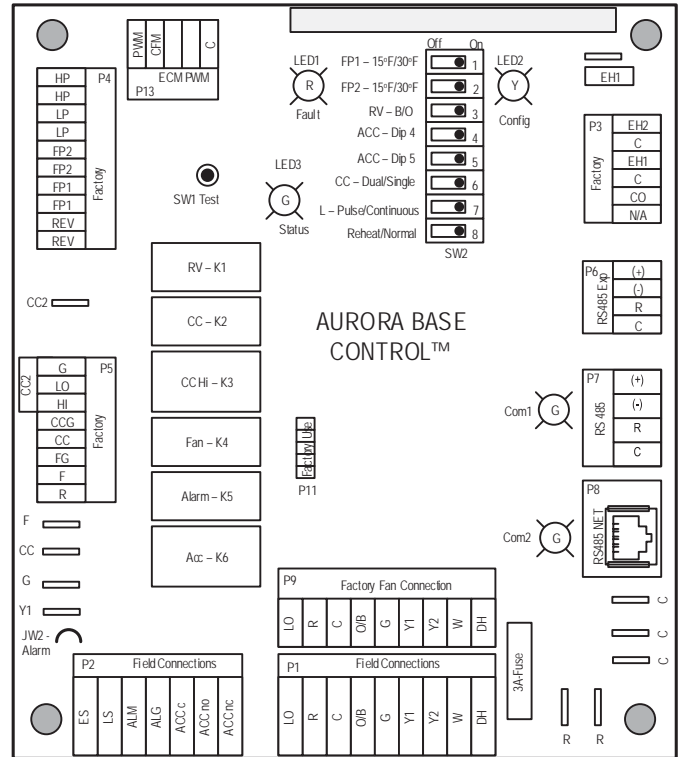 PWM
CFM
C
ECM PWM
P13
Off On
FP1 – 15ºF/30ºF 1
FP2 – 15ºF/30ºF 2
RV – B/O 3
ACC – Dip 4 4
ACC – Dip 5 5
CC – Dual/Single 6
L – Pulse/Continuous 7
Reheat/Normal 8
SW2
LED1
R
Fault
LED2
Y
Config
EH1
HP P4
HP
LP
LP
FP2
FP2
FP1
FP1
REV
REV
Factory
SW1 Test
LED3
G
Status
P3 EH2
C
EH1
C
CO
N/A
Factory
RV – K1
CC – K2
CC Hi – K3
Fan – K4
Alarm – K5
Acc – K6
AURORA BASE
CONTROL™
P6 (+)
(-)
R
C
RS485 Exp
CC2
CC2
G P5
LO
HI
CCG
CC
FG
F
R
Factory
Factory Use
P11
Com1 G
P7 (+)
(-)
R
C
RS 485
P8
RS485 NET
Com2 G
F
CC
G
Y1
JW2 -
Alarm
P9 Factory Fan Connection
LO R C O/B G Y1 Y2 W DH
C
C
C
P2 Field Connections
ES LS ALM ALG ACC c ACC no ACC nc
P1 Field Connections
LO R C O/B G Y1 Y2 W DH
3A-Fuse
R R